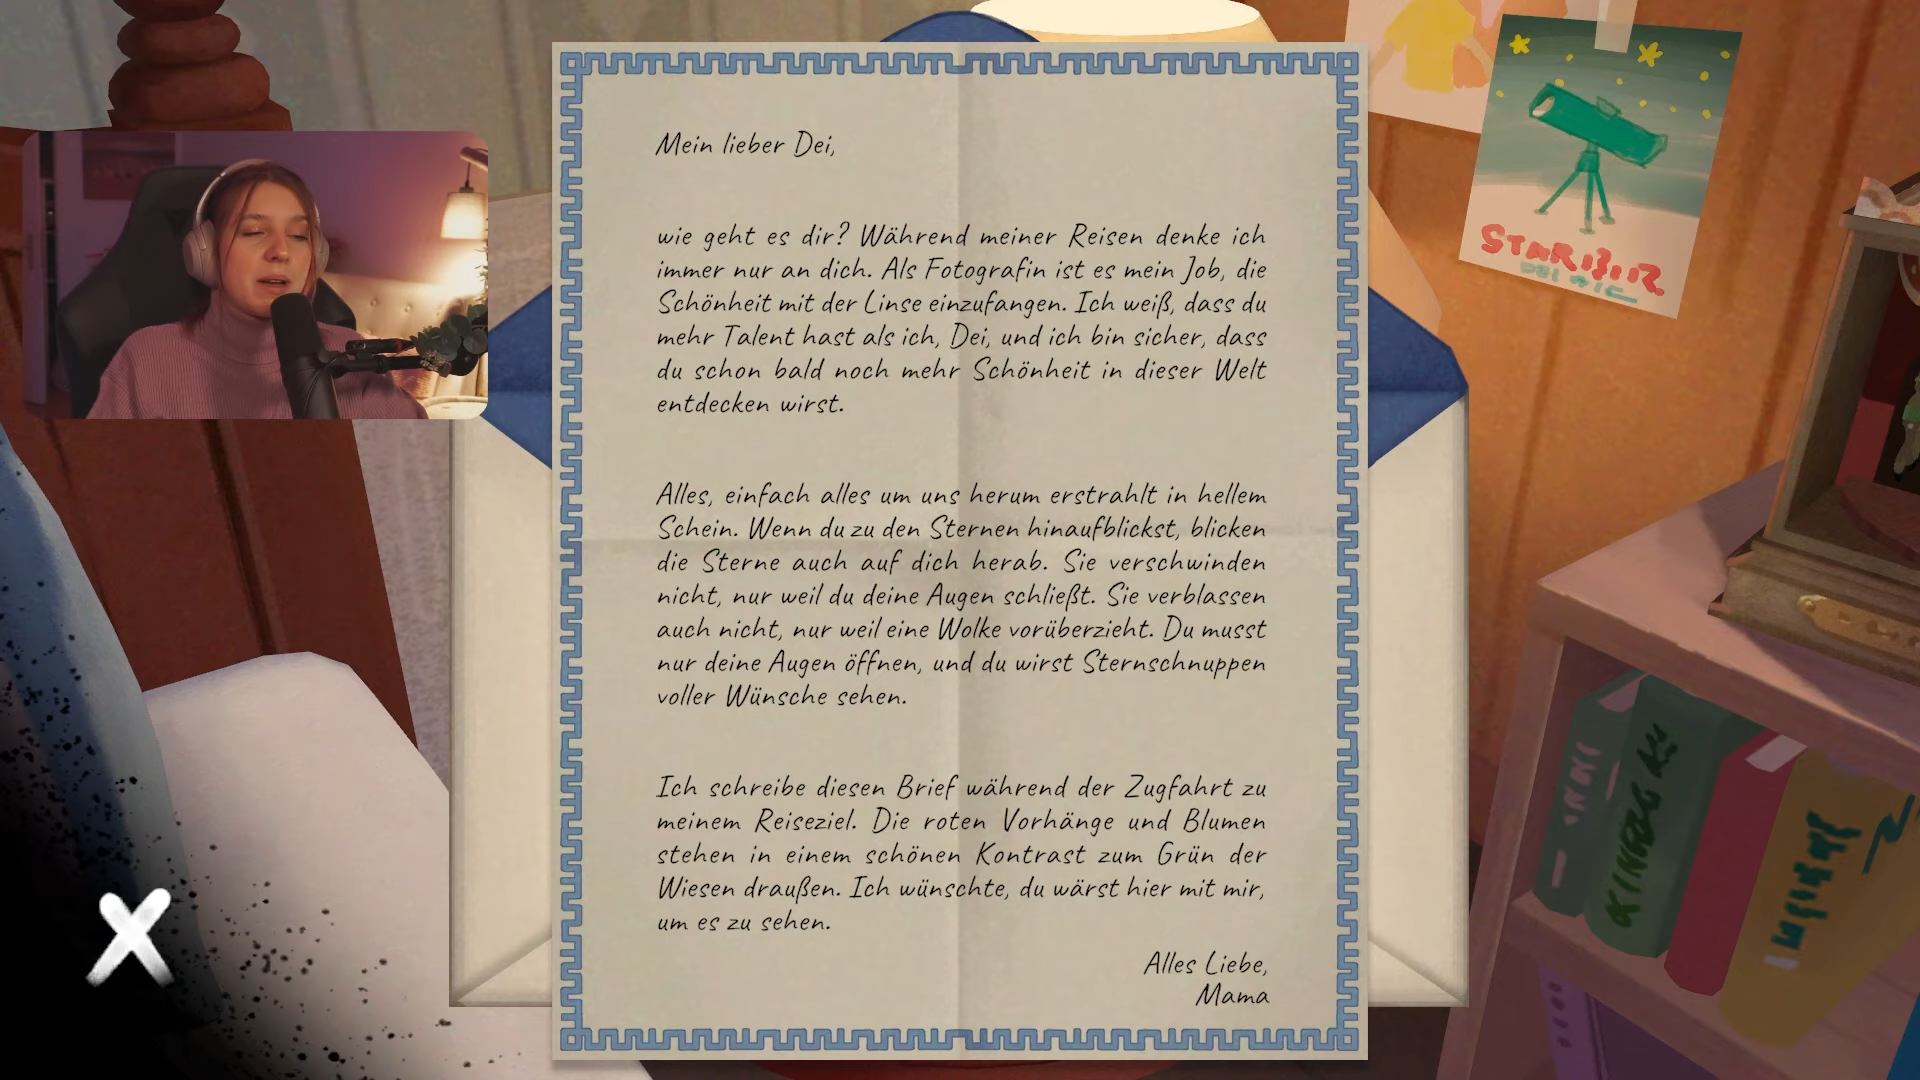 Mein lieber Dei,
wie geht es dir? Während meiner Reisen denke ich
immer nur an dich. Als Fotografin ist es mein Job, die
Schönheit mit der Linse einzufangen. Ich weiß, dass du
mehr Talent hast als ich, Dei, und ich bin sicher, dass
du schon bald noch mehr Schönheit in dieser Welt
entdecken wirst.
Alles, einfach alles um uns herum erstrahlt in hellem
Schein. Wenn du zu den Sternen hinaufblickst, blicken
die Sterne auch auf dich herab. Sie verschwinden
nicht, nur weil du deine Augen schließt. Sie verblassen
auch nicht, nur weil eine Wolke vorüberzieht. Du musst
nur deine Augen öffnen, und du wirst Sternschnuppen
voller Wünsche sehen.
Ich schreibe diesen Brief während der Zugfahrt zu
meinem Reiseziel. Die roten Vorhänge und Blumen
stehen in einem schönen Kontrast zum Grün der
Wiesen draußen. Ich wünschte, du wärst hier mit mir,
um es zu sehen.
Alles Liebe,
Mama